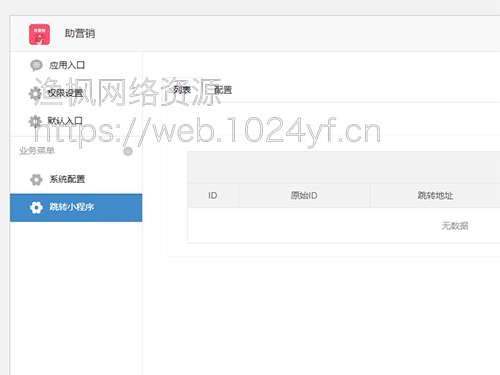 助营销
应用入口
权限设置
默认入口
业务菜单
系统配置
跳转小程序
列表 配置
ID 原始ID 跳转地址
无数据
渔枫网络资源
https://web.1024yf.cn